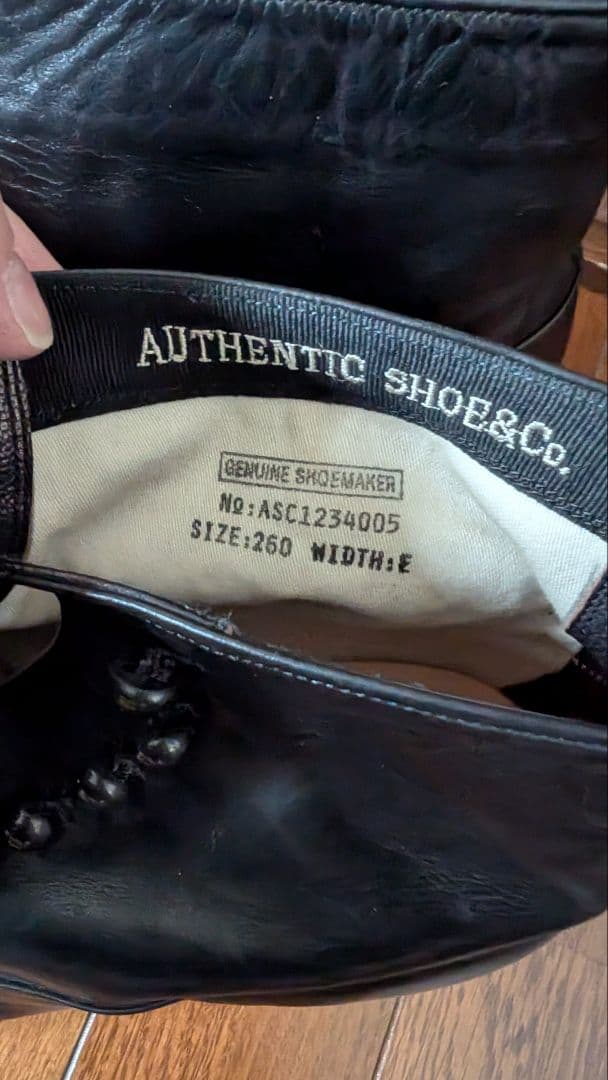 AUTHENTIC SHOE&Co.
GENUINE SHOEMAKER
№:ASC1234005
SIZE:260 WIDTH:E